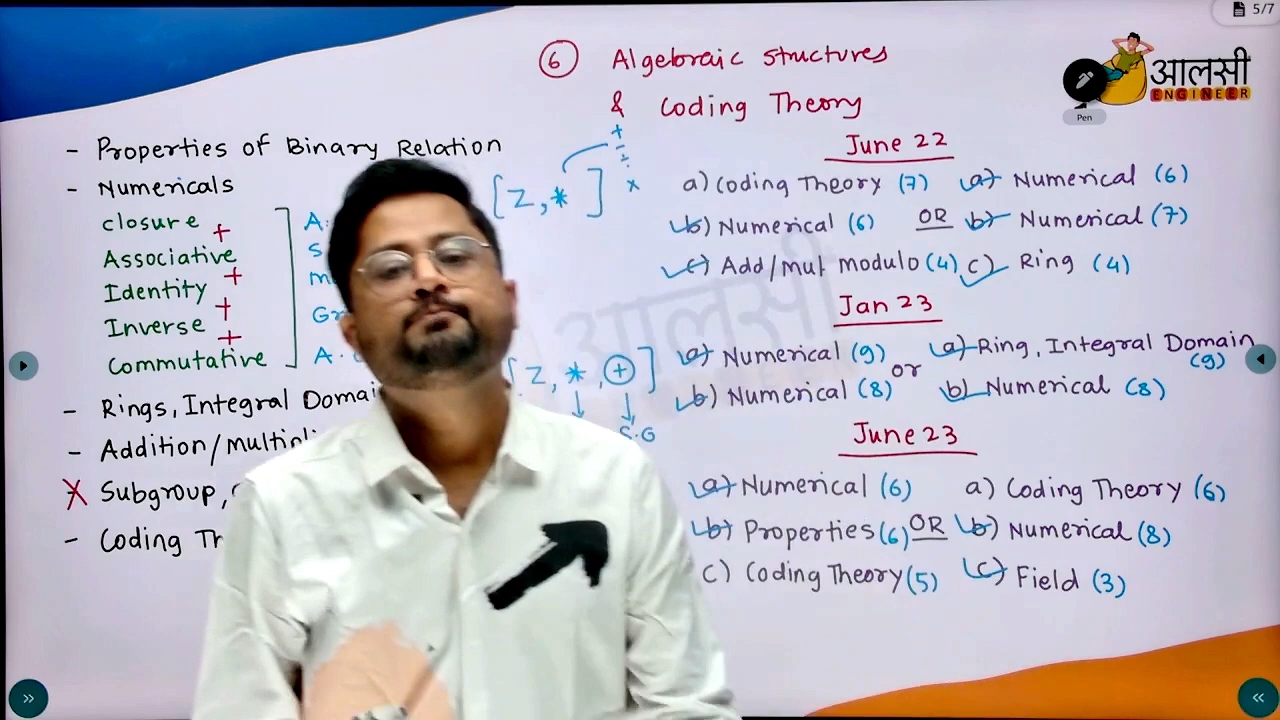 5/7
⑥ Algebraic structures
& Coding Theory
आलसी
ENGINEER
Pen
- Properties of Binary Relation
- Numericals
closure +
Associative +
Identity +
Inverse +
Commutative
A.
S
m
Gr
A.
[Z, *]
+
-
÷
x
- Rings, Integral Domai
- Addition/multipli
X Subgroup,
- Coding Th
[Z, *, ⊕]
S.G
June 22
a) Coding Theory (7) a) Numerical (6)
b) Numerical (6) OR b) Numerical (7)
c) Add/mul modulo (4) c) Ring (4)
Jan 23
a) Numerical (9) or a) Ring, Integral Domain (9)
b) Numerical (8) b) Numerical (8)
June 23
a) Numerical (6) a) Coding Theory (6)
b) Properties (6) OR b) Numerical (8)
c) Coding Theory (5) c) Field (3)
आलसी